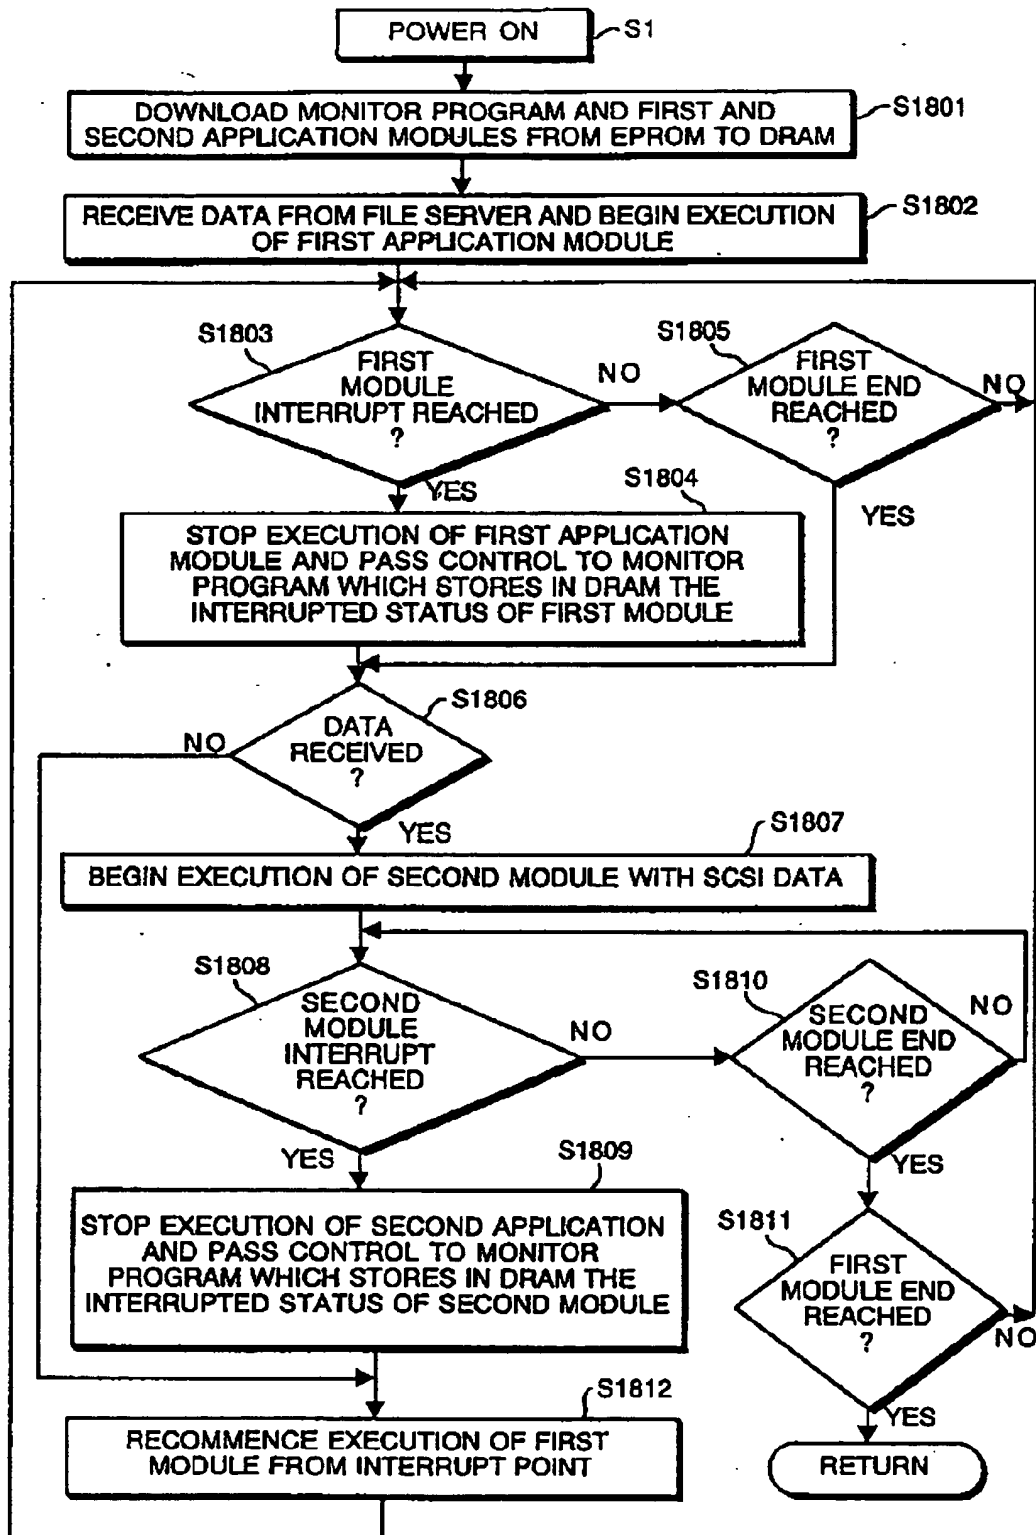 POWER ON
S1
DOWNLOAD MONITOR PROGRAM AND FIRST AND
SECOND APPLICATION MODULES FROM EPROM TO DRAM
S1801
RECEIVE DATA FROM FILE SERVER AND BEGIN EXECUTION
OF FIRST APPLICATION MODULE
S1802
S1803
FIRST
MODULE
INTERRUPT REACHED
?
NO
YES
S1805
FIRST
MODULE END
REACHED
?
NO
YES
S1804
STOP EXECUTION OF FIRST APPLICATION
MODULE AND PASS CONTROL TO MONITOR
PROGRAM WHICH STORES IN DRAM THE
INTERRUPTED STATUS OF FIRST MODULE
S1806
DATA
RECEIVED
?
NO
YES
S1807
BEGIN EXECUTION OF SECOND MODULE WITH SCSI DATA
S1808
SECOND
MODULE
INTERRUPT
REACHED
?
NO
YES
S1810
SECOND
MODULE END
REACHED
?
NO
YES
S1809
STOP EXECUTION OF SECOND APPLICATION
AND PASS CONTROL TO MONITOR
PROGRAM WHICH STORES IN DRAM THE
INTERRUPTED STATUS OF SECOND MODULE
S1811
FIRST
MODULE END
REACHED
?
NO
YES
S1812
RECOMMENCE EXECUTION OF FIRST
MODULE FROM INTERRUPT POINT
RETURN